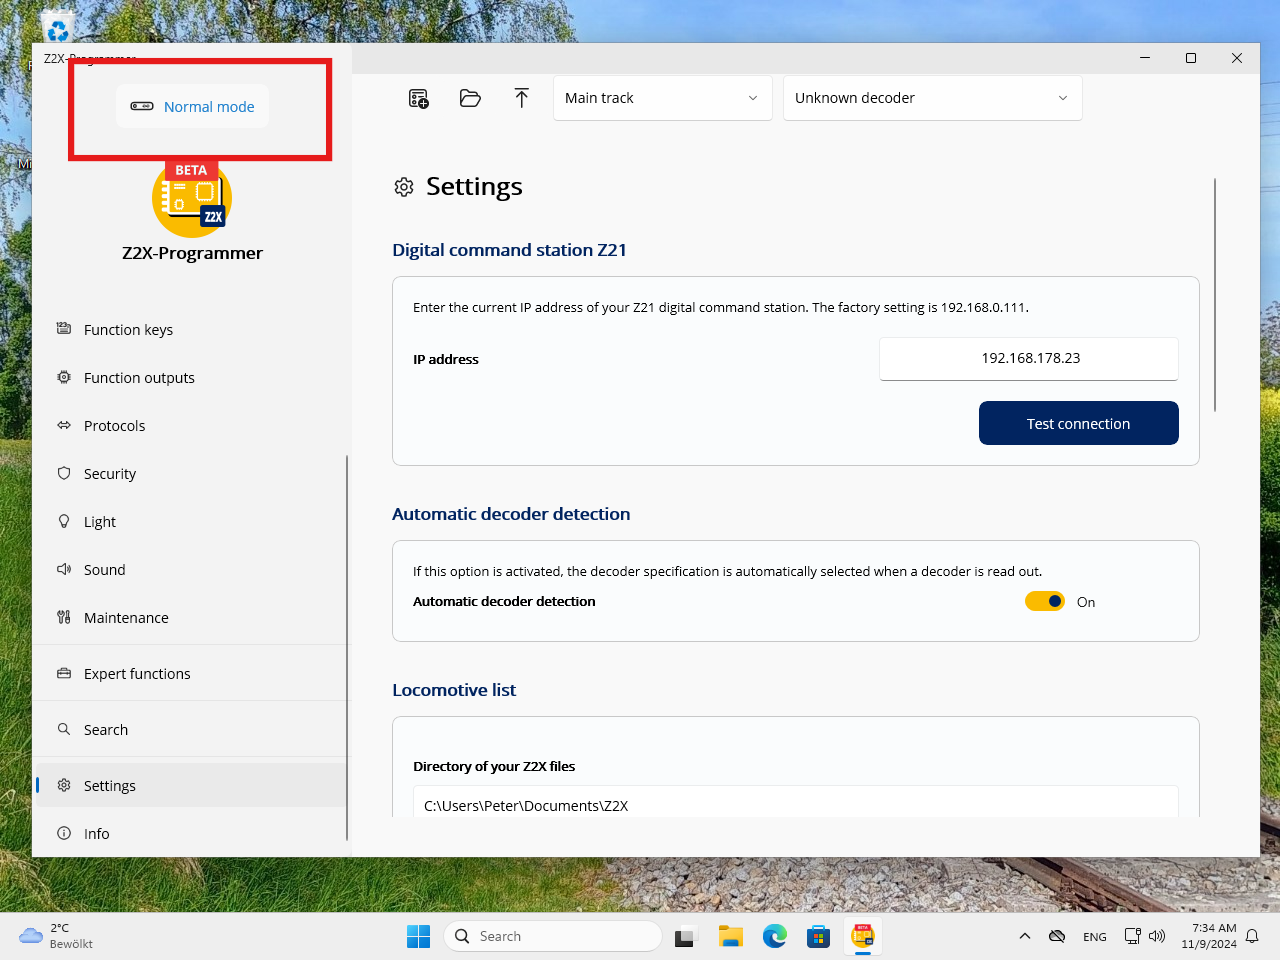 Z2X-Programmer
Normal mode
BETA
Z2X
Z2X-Programmer
Function keys
Function outputs
Protocols
Security
Light
Sound
Maintenance
Expert functions
Search
Settings
Info
Main track
Unknown decoder
Settings
Digital command station Z21
Enter the current IP address of your Z21 digital command station. The factory setting is 192.168.0.111.
IP address
192.168.178.23
Test connection
Automatic decoder detection
If this option is activated, the decoder specification is automatically selected when a decoder is read out.
Automatic decoder detection
On
Locomotive list
Directory of your Z2X files
C:\Users\Peter\Documents\Z2X
2°C
Bewölkt
Search
BETA
ENG
7:34 AM
11/9/2024